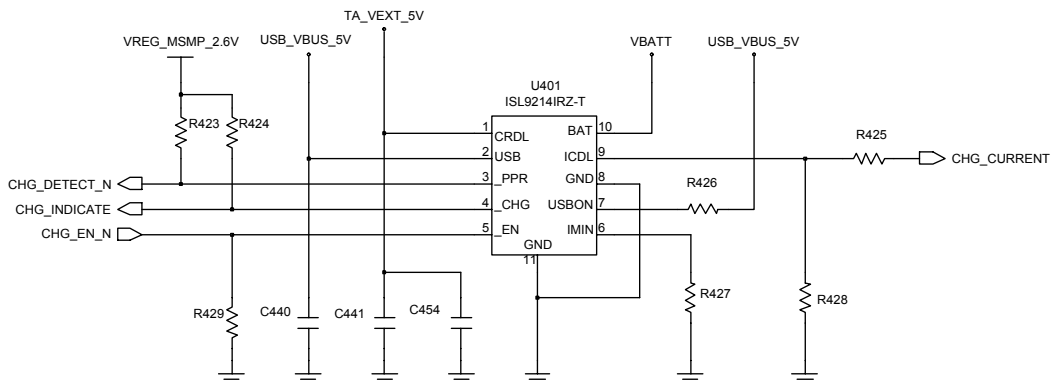 TA_VEXT_5V
VREG_MSMP_2.6V
USB_VBUS_5V
VBATT
USB_VBUS_5V
U401
ISL9214IRZ-T
R423
R424
1
CRDL
BAT
10
R425
2
USB
ICDL
9
CHG_CURRENT
CHG_DETECT_N
3
_PPR
GND
8
R426
CHG_INDICATE
4
_CHG
USBON
7
CHG_EN_N
5
_EN
IMIN
6
GND
11
R429
C440
C441
C454
R427
R428